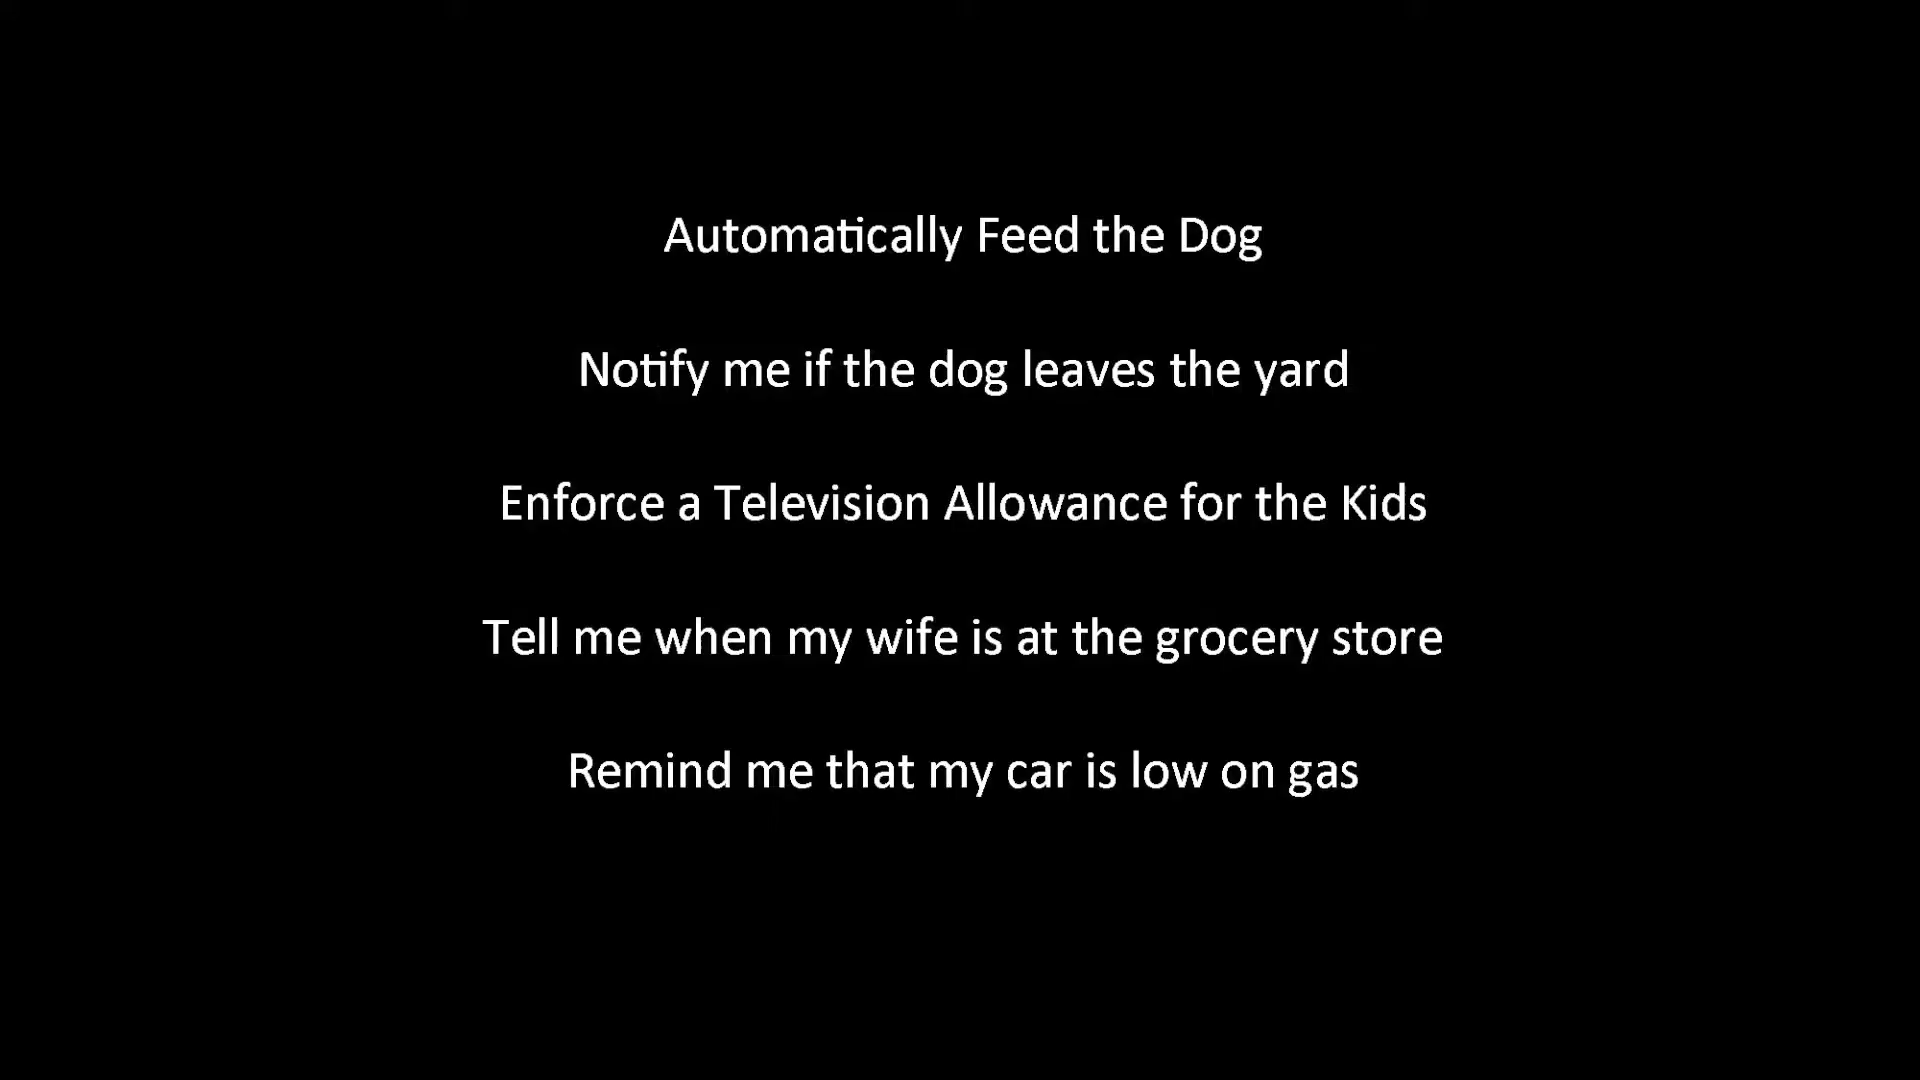 Automatically Feed the Dog
Notify me if the dog leaves the yard
Enforce a Television Allowance for the Kids
Tell me when my wife is at the grocery store
Remind me that my car is low on gas